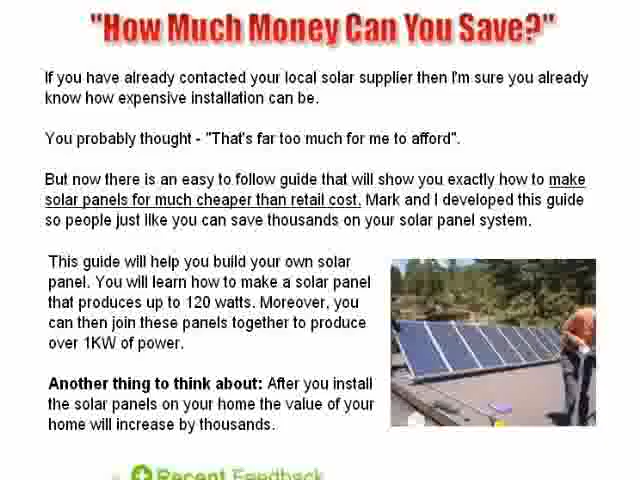 "How Much Money Can You Save?"
If you have already contacted your local solar supplier then I'm sure you already
know how expensive installation can be.
You probably thought - "That's far too much for me to afford".
But now there is an easy to follow guide that will show you exactly how to make
solar panels for much cheaper than retail cost. Mark and I developed this guide
so people just like you can save thousands on your solar panel system.
This guide will help you build your own solar
panel. You will learn how to make a solar panel
that produces up to 120 watts. Moreover, you
can then join these panels together to produce
over 1KW of power.
Another thing to think about: After you install
the solar panels on your home the value of your
home will increase by thousands.
Recent Feedback